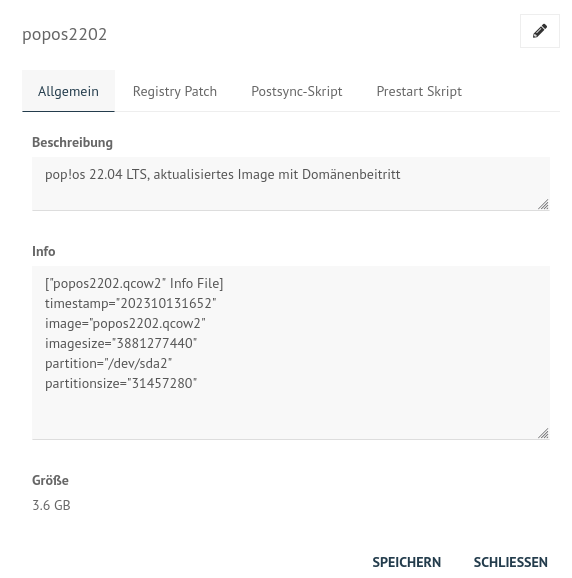 popos2202
Allgemein
Registry Patch
Postsync-Skript
Prestart Skript
Beschreibung
pop!os 22.04 LTS, aktualisiertes Image mit Domänenbeitritt
Info
["popos2202.qcow2" Info File]
timestamp="202310131652"
image="popos2202.qcow2"
imagesize="3881277440"
partition="/dev/sda2"
partitionsize="31457280"
Größe
3.6 GB
SPEICHERN
SCHLIESSEN